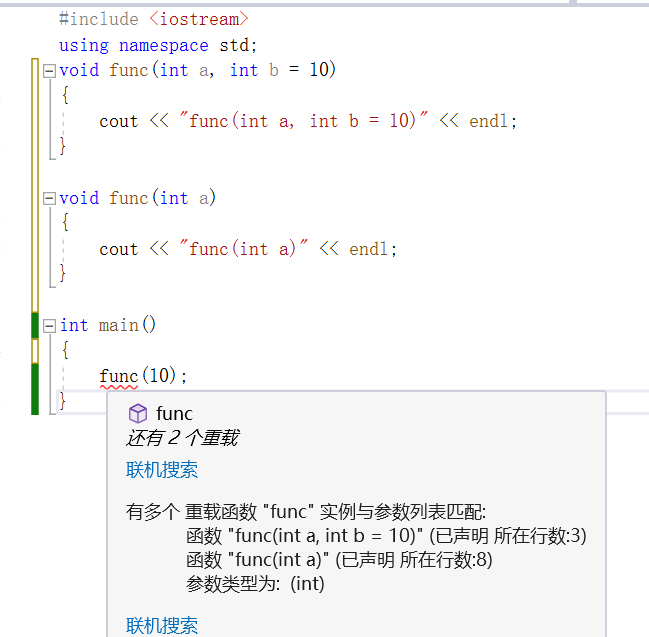 #include <iostream>
using namespace std;
void func(int a, int b = 10)
{
cout << "func(int a, int b = 10)" << endl;
}
void func(int a)
{
cout << "func(int a)" << endl;
}
int main()
{
func(10);
}
func
还有 2 个重载
联机搜索
有多个 重载函数 "func" 实例与参数列表匹配:
函数 "func(int a, int b = 10)" (已声明 所在行数:3)
函数 "func(int a)" (已声明 所在行数:8)
参数类型为: (int)
联机搜索